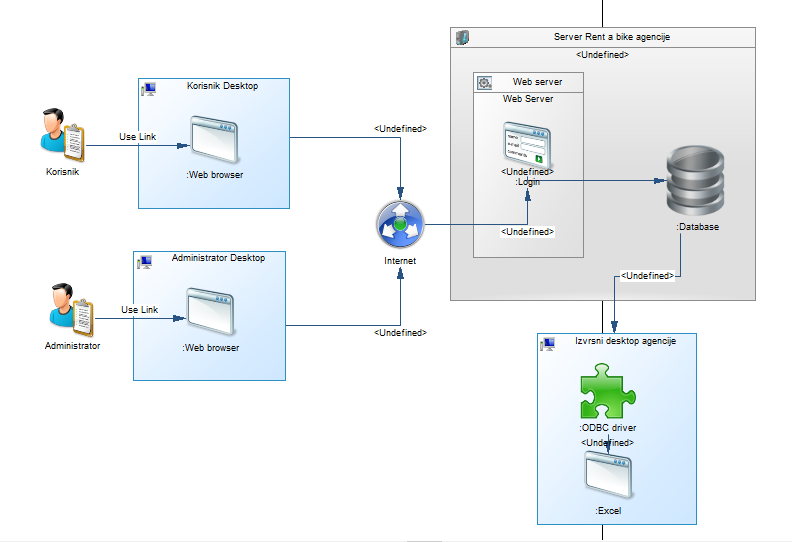 Server Rent a bike agencije
<Undefined>
Web server
Web Server
Korisnik Desktop
<Undefined>
Use Link
Korisnik
:Web browser
<Undefined>
:Login
:Database
<Undefined>
Internet
Administrator Desktop
<Undefined>
Use Link
<Undefined>
Administrator
:Web browser
Izvrsni desktop agencije
:ODBC driver
<Undefined>
:Excel